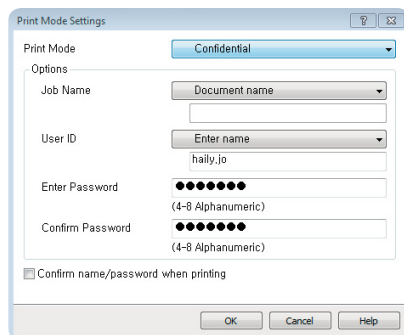 Print Mode Settings
Print Mode Confidential
Options
Job Name Document name
User ID Enter name
haily.jo
Enter Password ●●●●●●●
(4-8 Alphanumeric)
Confirm Password ●●●●●●●
(4-8 Alphanumeric)
Confirm name/password when printing
OK Cancel Help